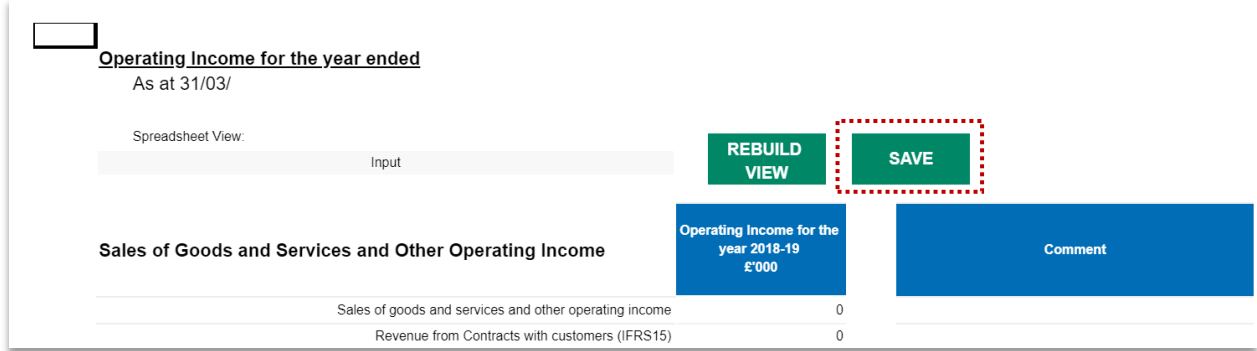 Operating Income for the year ended
As at 31/03/
Spreadsheet View:
Input
REBUILD
VIEW
SAVE
Sales of Goods and Services and Other Operating Income
Operating Income for the
year 2018-19
£'000
Comment
Sales of goods and services and other operating income 0
Revenue from Contracts with customers (IFRS15) 0